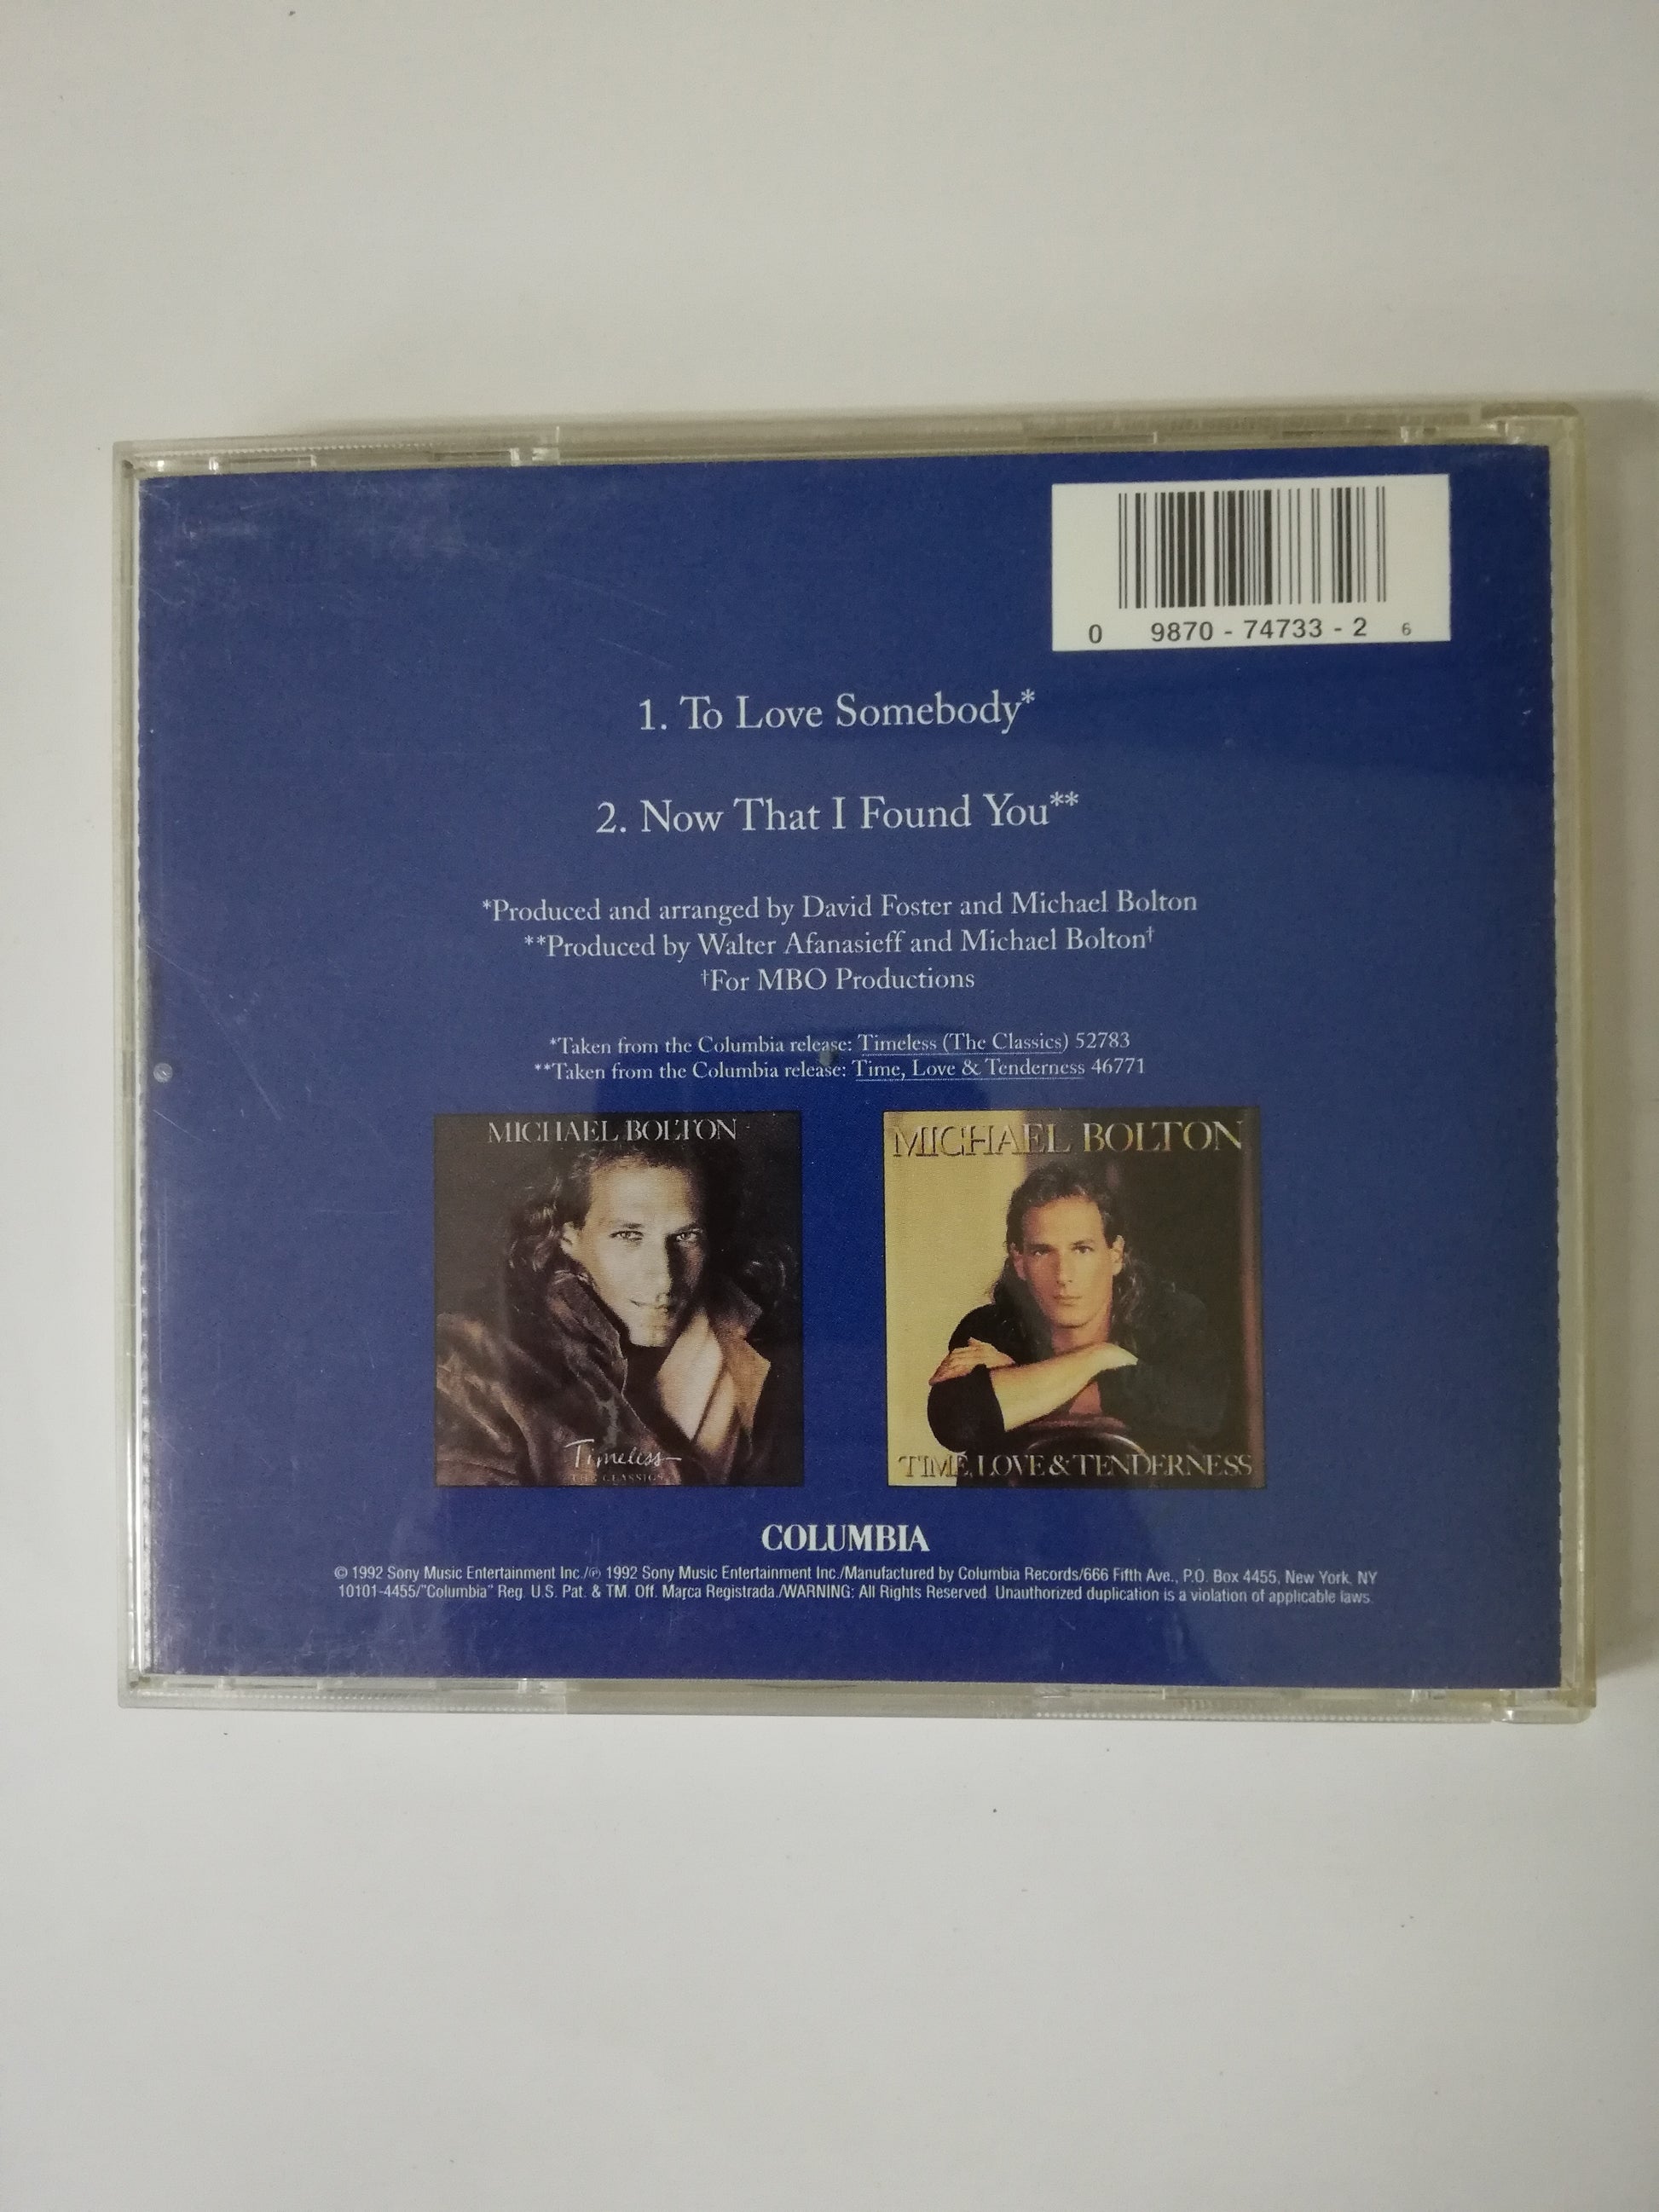 0 9870 - 74733 - 2 6
1. To Love Somebody*
2. Now That I Found You**
*Produced and arranged by David Foster and Michael Bolton
**Produced by Walter Afanasieff and Michael Bolton†
†For MBO Productions
*Taken from the Columbia release: Timeless (The Classics) 52783
**Taken from the Columbia release: Time, Love & Tenderness 46771
MICHAEL BOLTON
Timeless
THE CLASSICS
MICHAEL BOLTON
TIME, LOVE & TENDERNESS
COLUMBIA
© 1992 Sony Music Entertainment Inc./℗ 1992 Sony Music Entertainment Inc./Manufactured by Columbia Records/666 Fifth Ave., P.O. Box 4455, New York, NY
10101-4455/"Columbia" Reg. U.S. Pat. & TM. Off. Marca Registrada./WARNING: All Rights Reserved. Unauthorized duplication is a violation of applicable laws.